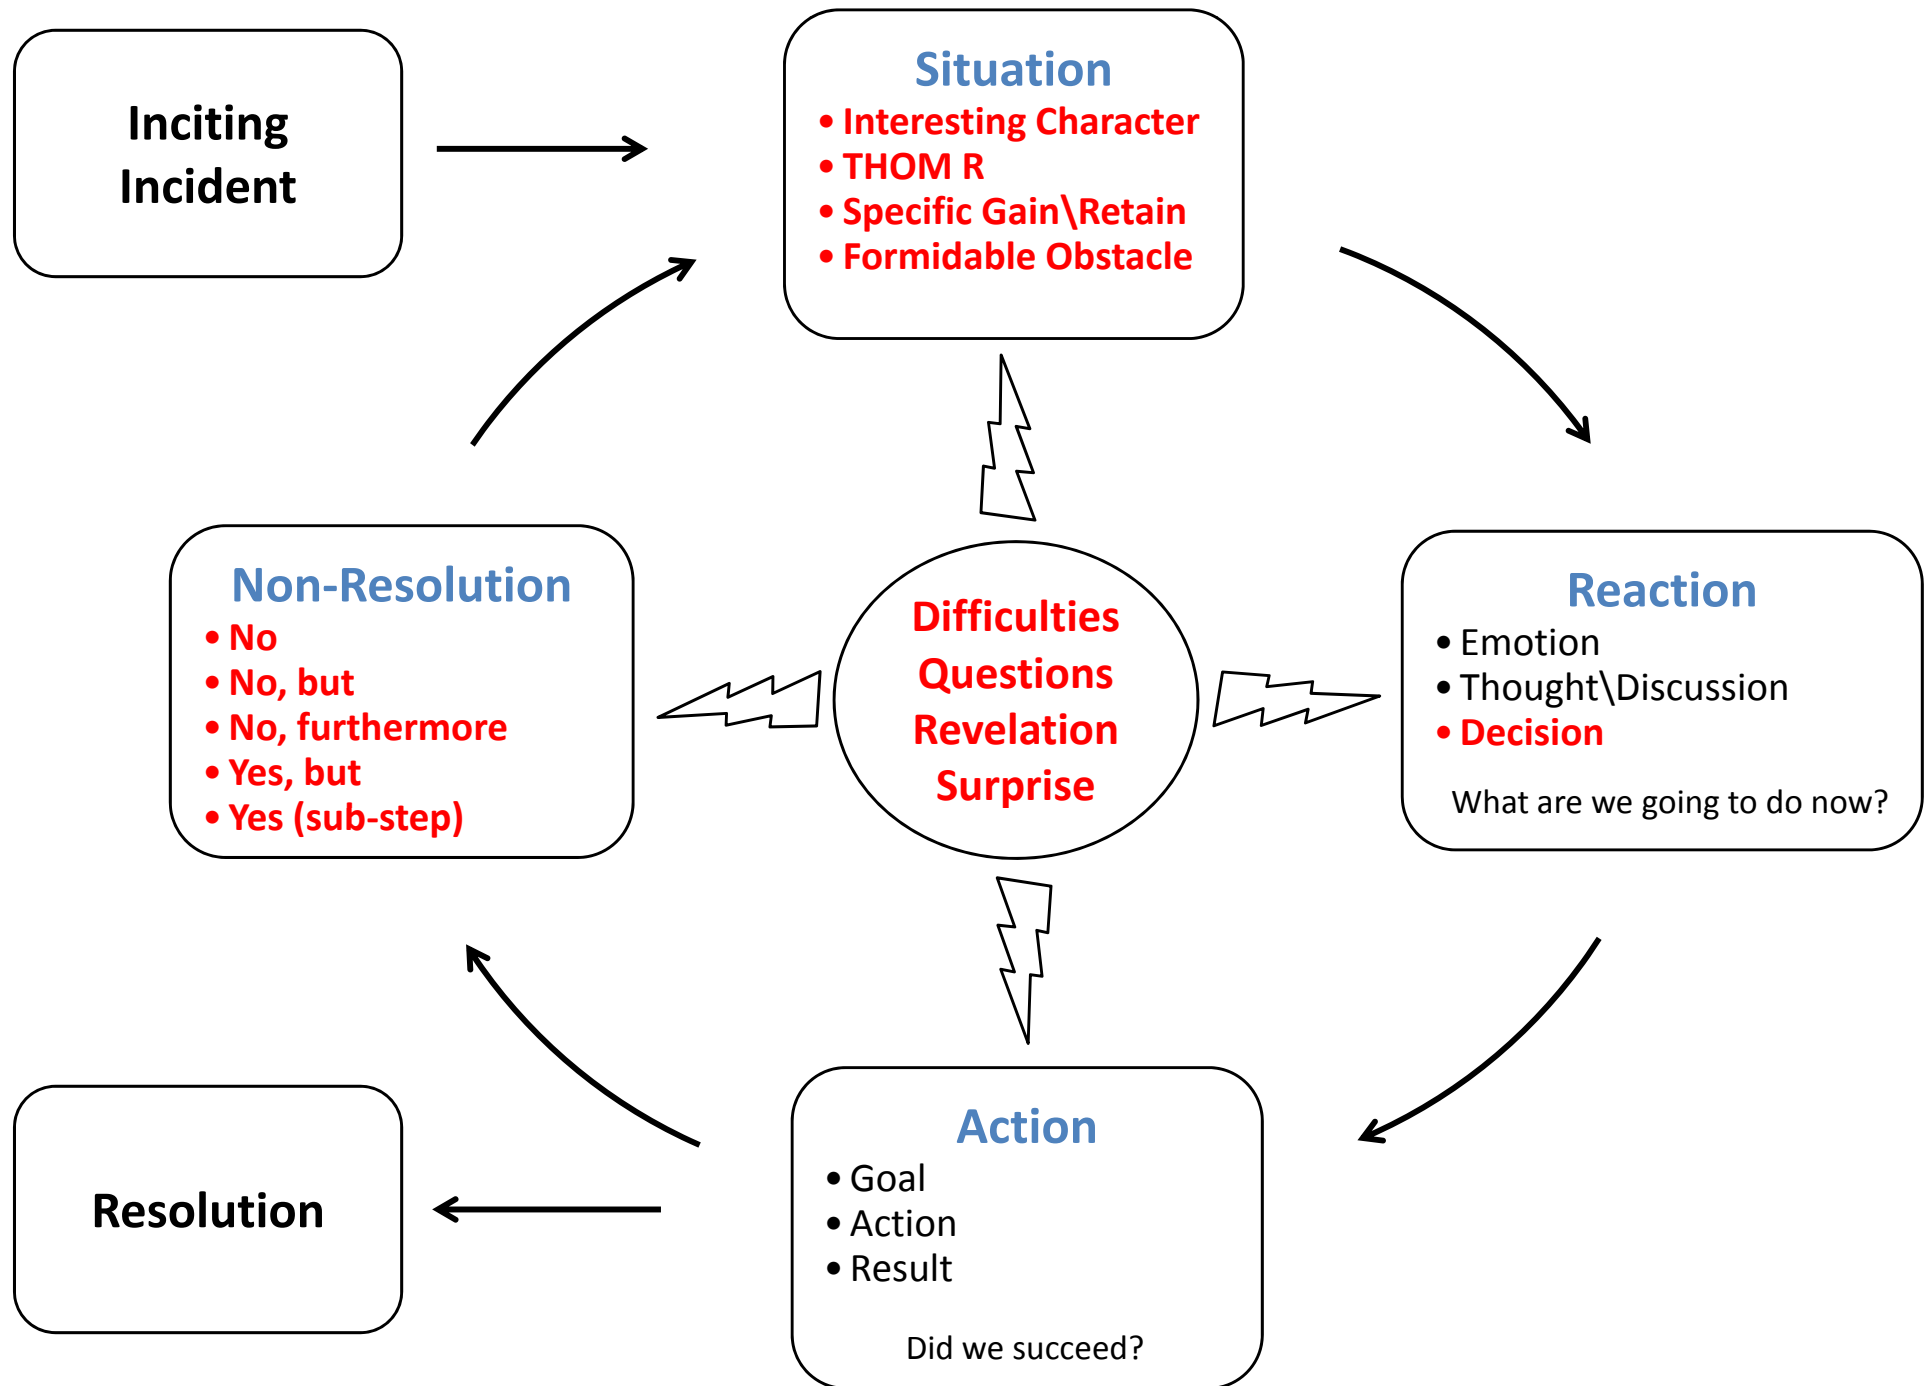 Inciting
Incident
Situation
• Interesting Character
• THOM R
• Specific Gain\Retain
• Formidable Obstacle
Non-Resolution
• No
• No, but
• No, furthermore
• Yes, but
• Yes (sub-step)
Difficulties
Questions
Revelation
Surprise
Reaction
• Emotion
• Thought\Discussion
• Decision
What are we going to do now?
Resolution
Action
• Goal
• Action
• Result
Did we succeed?